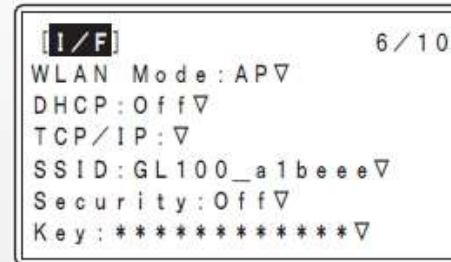 [I/F] 6/10
WLAN Mode:AP▽
DHCP:Off▽
TCP/IP:▽
SSID:GL100_a1beee▽
Security:Off▽
Key:************▽